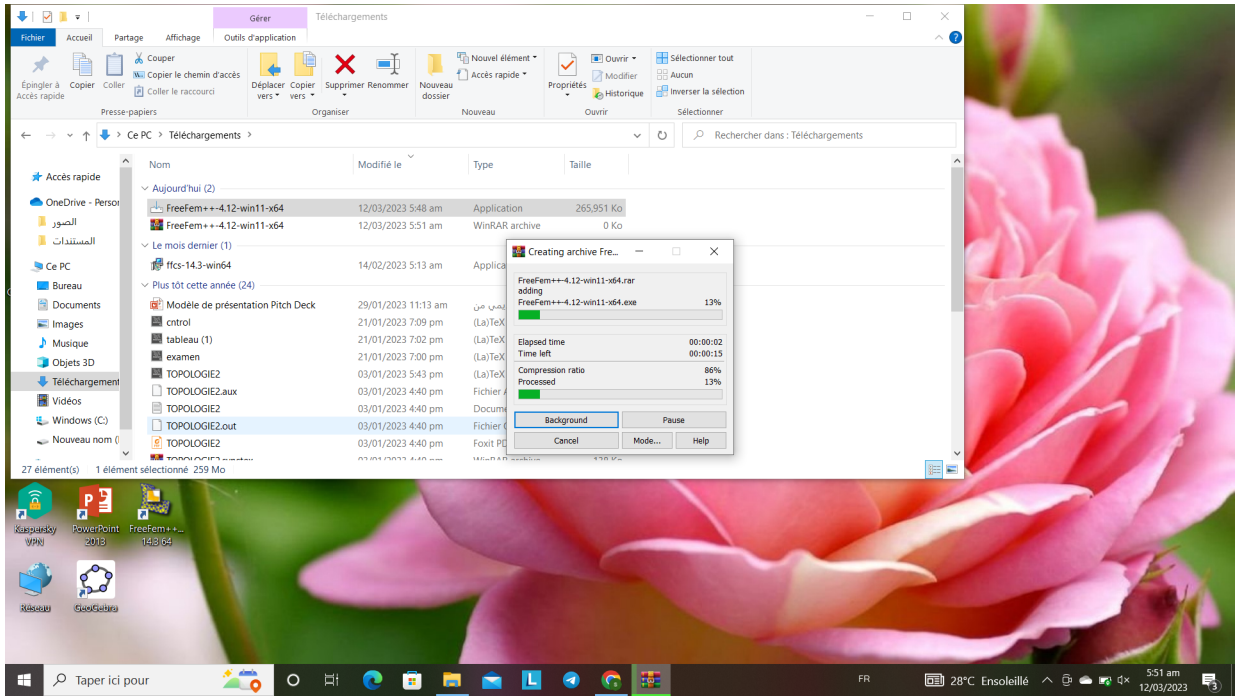 Gérer
Téléchargements
Fichier
Accueil
Partage
Affichage
Outils d'application
Épingler à
Accès rapide
Copier
Coller
Couper
Copier le chemin d'accès
Coller le raccourci
Presse-papiers
Déplacer
vers
Copier
vers
Supprimer
Renommer
Organiser
Nouveau
dossier
Nouvel élément
Accès rapide
Nouveau
Propriétés
Ouvrir
Modifier
Historique
Ouvrir
Sélectionner tout
Aucun
Inverser la sélection
Sélectionner
Ce PC > Téléchargements >
Rechercher dans : Téléchargements
Accès rapide
OneDrive - Persor
الصور
المستندات
Ce PC
Bureau
Documents
Images
Musique
Objets 3D
Téléchargement
Vidéos
Windows (C:)
Nouveau nom (
Nom Modifié le Type Taille
Aujourd'hui (2)
FreeFem++-4.12-win11-x64 12/03/2023 5:48 am Application 265,951 Ko
FreeFem++-4.12-win11-x64 12/03/2023 5:51 am WinRAR archive 0 Ko
Le mois dernier (1)
ffcs-14.3-win64 14/02/2023 5:13 am Applica
Plus tôt cette année (24)
Modèle de présentation Pitch Deck 29/01/2023 11:13 am
cntrol 21/01/2023 7:09 pm (La)TeX
tableau (1) 21/01/2023 7:02 pm (La)TeX
examen 21/01/2023 7:00 pm (La)TeX
TOPOLOGIE2 03/01/2023 5:43 pm (La)TeX
TOPOLOGIE2.aux 03/01/2023 4:40 pm Fichier
TOPOLOGIE2 03/01/2023 4:40 pm Docum
TOPOLOGIE2.out 03/01/2023 4:40 pm Fichier
TOPOLOGIE2 03/01/2023 4:40 pm Foxit PD
27 élément(s) 1 élément sélectionné 259 Mo
Creating archive Fre...
FreeFem++-4.12-win11-x64.rar
adding
FreeFem++-4.12-win11-x64.exe 13%
Elapsed time 00:00:02
Time left 00:00:15
Compression ratio 86%
Processed 13%
Background
Pause
Cancel
Mode...
Help
Kaspersky
VPN
PowerPoint
2013
FreeFem++...
14.3 64
Réseau
GeoGebra
Taper ici pour
FR
28°C Ensoleillé
5:51 am
12/03/2023
3